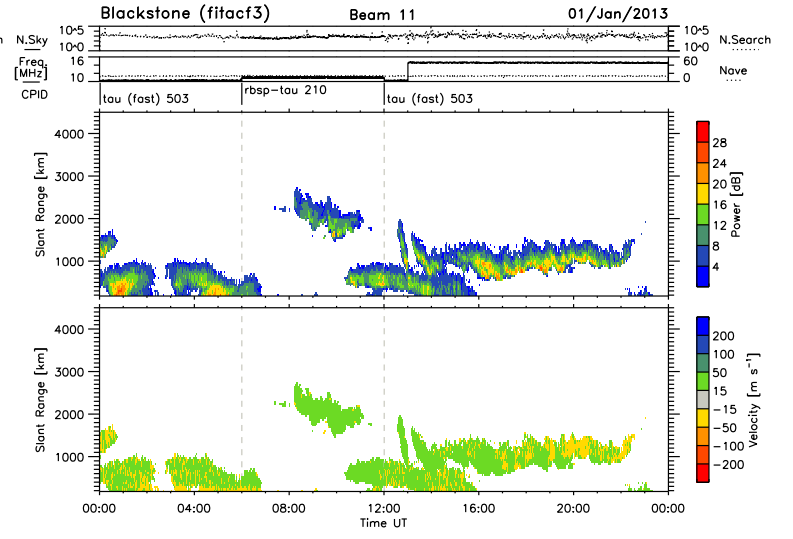 Blackstone (fitacf3) Beam 11 01/Jan/2013
N.Sky 10^5 10^0 10^5 10^0 N.Search
Freq. [MHz] 16 10 60 0 Nave
CPID tau (fast) 503 rbsp-tau 210 tau (fast) 503
Slant Range [km]
4000
3000
2000
1000
28
24
20
16
12
8
4
Power [dB]
Slant Range [km]
4000
3000
2000
1000
200
100
50
15
-15
-50
-100
-200
Velocity [m s⁻¹]
00:00 04:00 08:00 12:00 16:00 20:00 00:00
Time UT